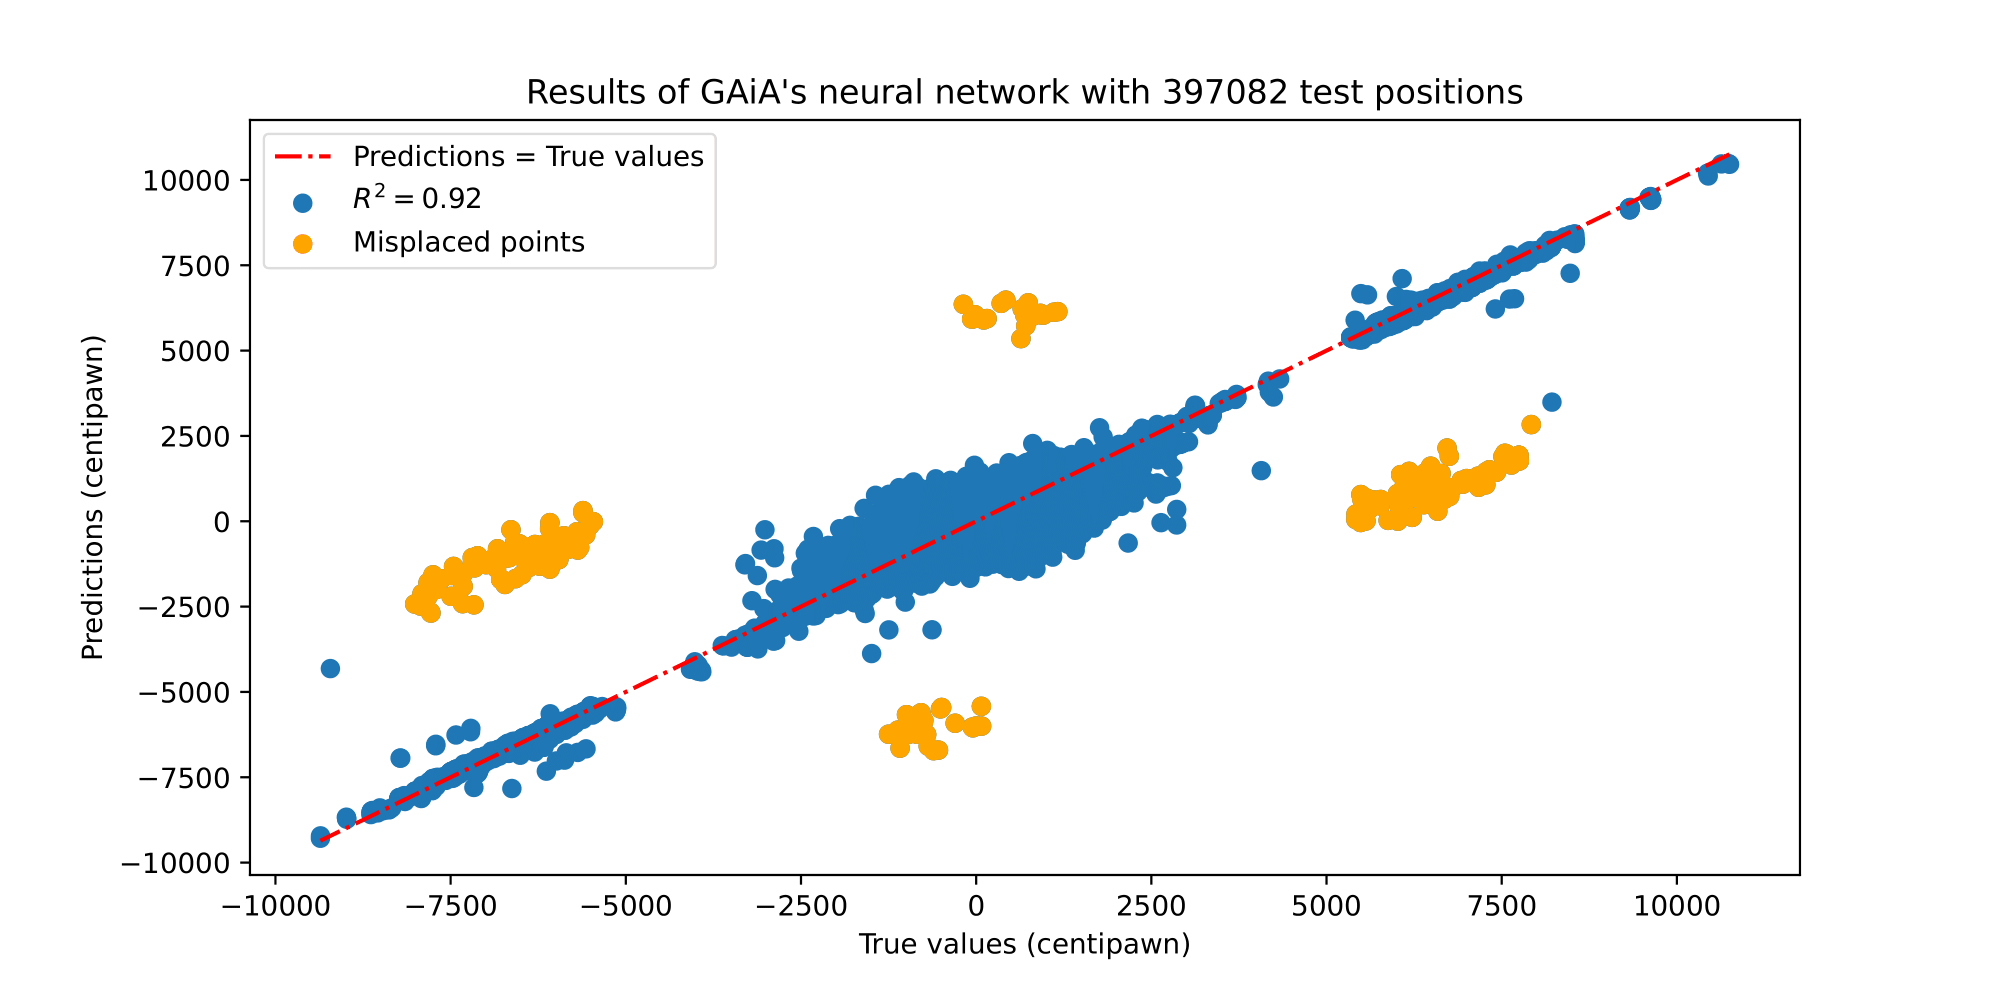 Results of GAiA's neural network with 397082 test positions
Predictions = True values
R² = 0.92
Misplaced points
Predictions (centipawn)
10000
7500
5000
2500
0
−2500
−5000
−7500
−10000
−10000 −7500 −5000 −2500 0 2500 5000 7500 10000
True values (centipawn)